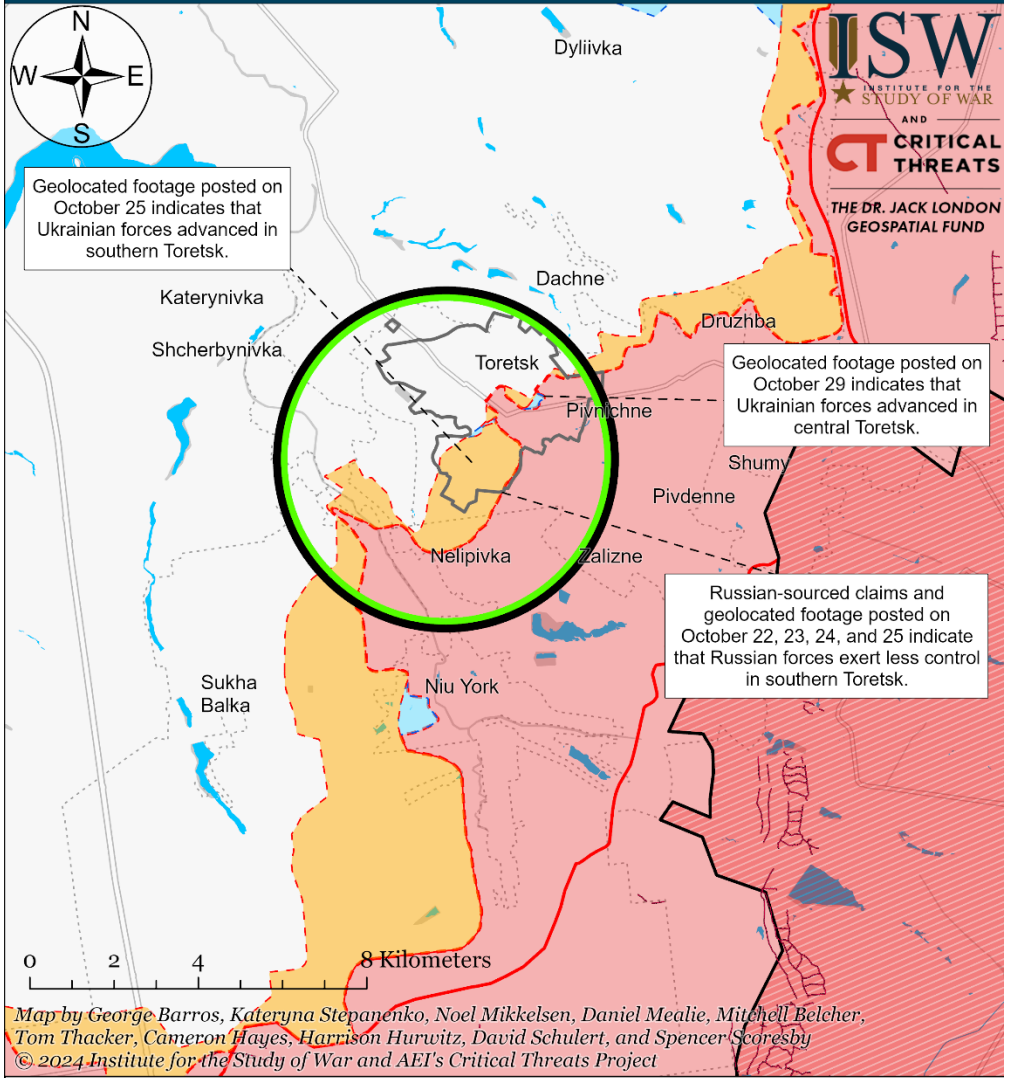 N
W
E
S
ISW
INSTITUTE FOR THE
STUDY OF WAR
AND
CT CRITICAL
THREATS
THE DR. JACK LONDON
GEOSPATIAL FUND
Dyliivka
Geolocated footage posted on
October 25 indicates that
Ukrainian forces advanced in
southern Toretsk.
Dachne
Katerynivka
Druzhba
Shcherbynivka
Toretsk
Geolocated footage posted on
October 29 indicates that
Ukrainian forces advanced in
central Toretsk.
Pivnichne
Shumy
Pivdenne
Nelipivka
Zalizne
Russian-sourced claims and
geolocated footage posted on
October 22, 23, 24, and 25 indicate
that Russian forces exert less control
in southern Toretsk.
Sukha
Balka
Niu York
0 2 4 8 Kilometers
Map by George Barros, Kateryna Stepanenko, Noel Mikkelsen, Daniel Mealie, Mitchell Belcher,
Tom Thacker, Cameron Hayes, Harrison Hurwitz, David Schulert, and Spencer Scoresby
© 2024 Institute for the Study of War and AEI's Critical Threats Project